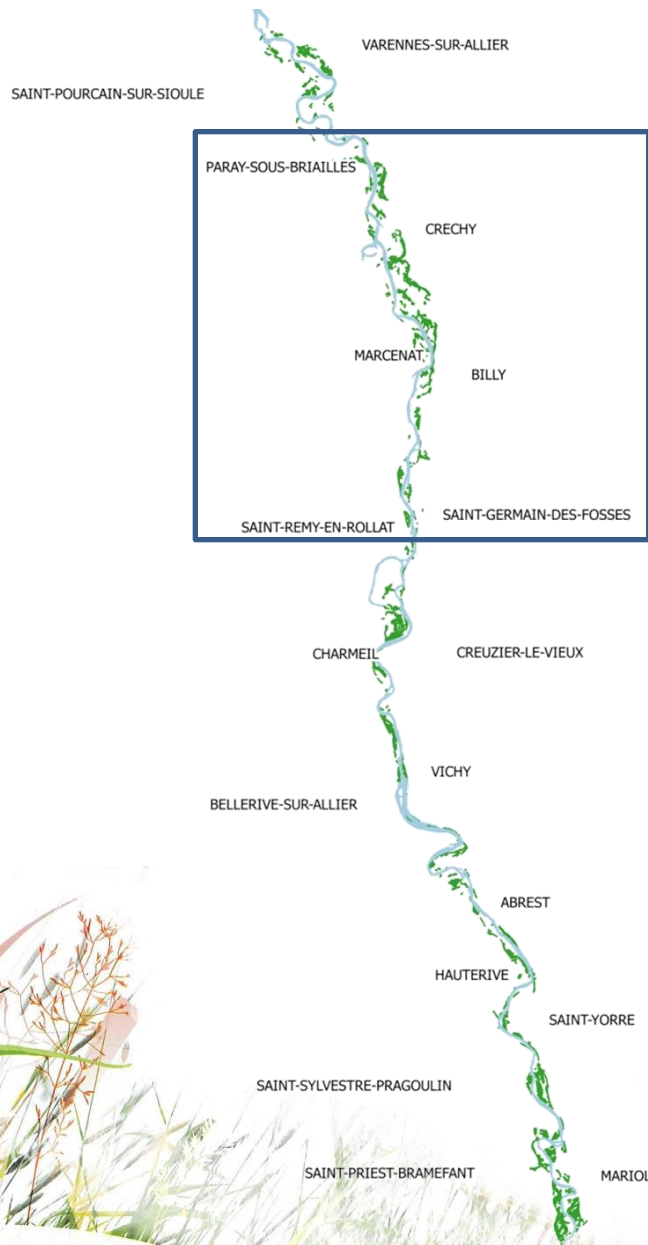 VARENNES-SUR-ALLIER
SAINT-POURCAIN-SUR-SIOULE
PARAY-SOUS-BRIAILLES
CRECHY
MARCENAT
BILLY
SAINT-GERMAIN-DES-FOSSES
SAINT-REMY-EN-ROLLAT
CHARMEIL
CREUZIER-LE-VIEUX
VICHY
BELLERIVE-SUR-ALLIER
ABREST
HAUTERIVE
SAINT-YORRE
SAINT-SYLVESTRE-PRAGOULIN
SAINT-PRIEST-BRAMEFANT
MARIOL